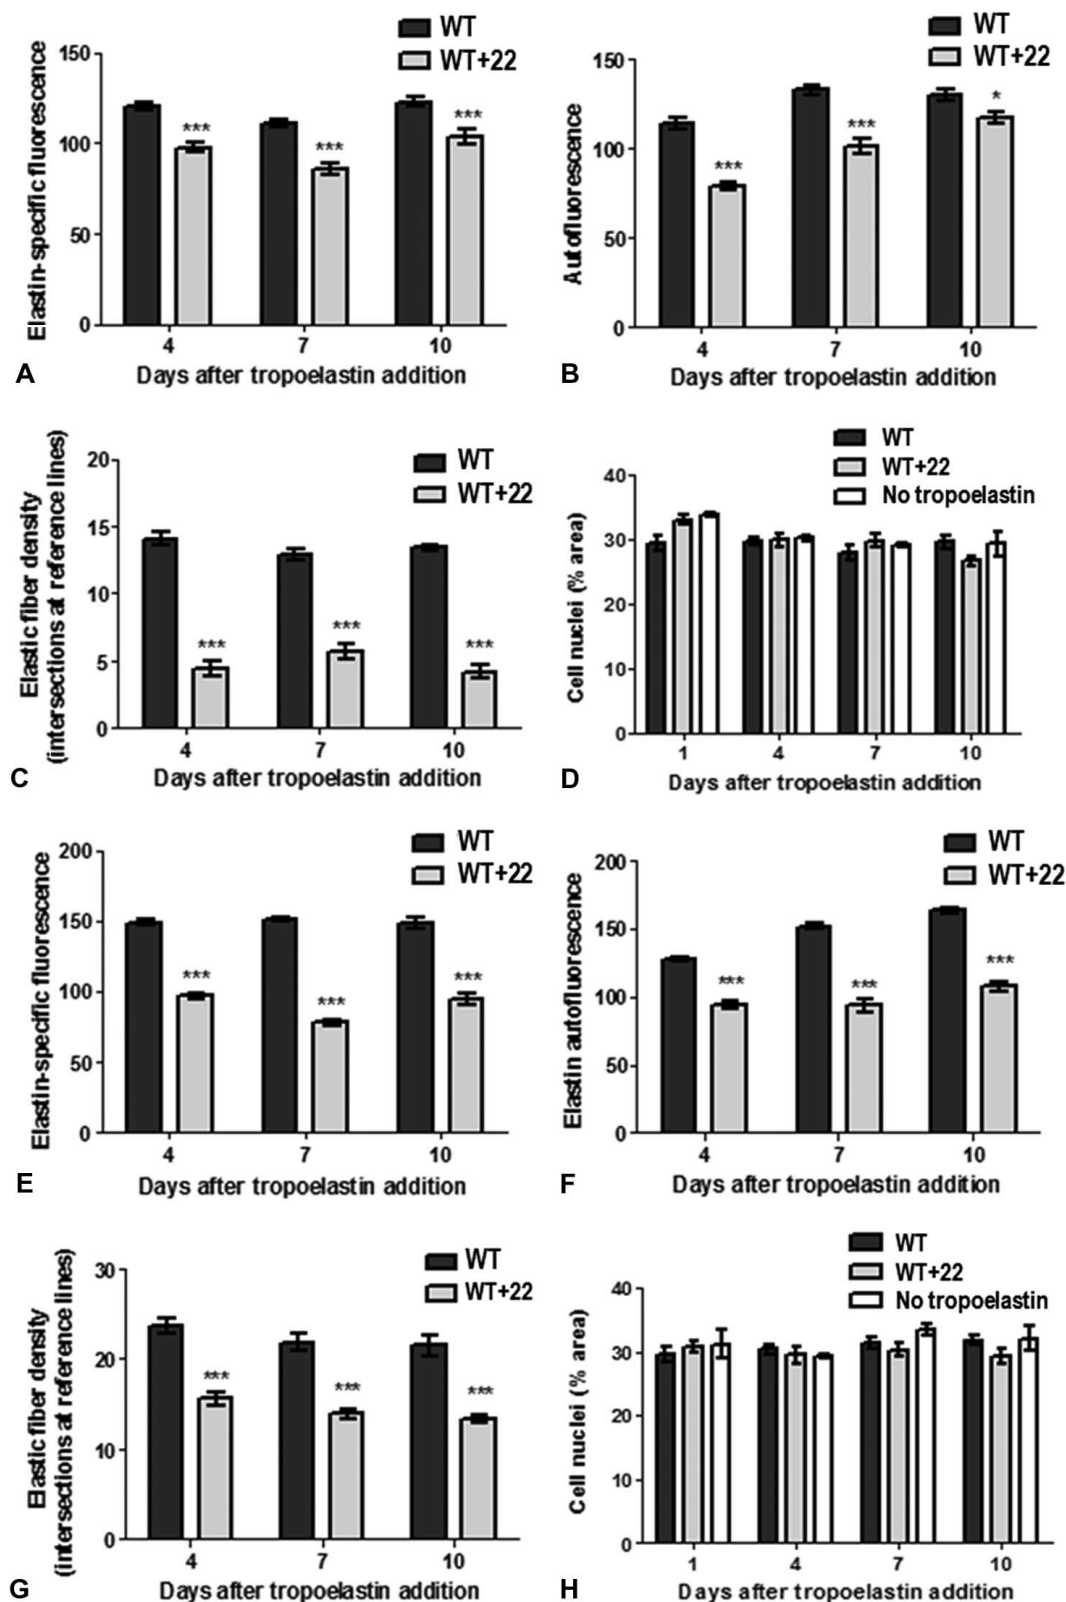 WT
WT+22
Elastin-specific fluorescence
150
100
50
0
***
***
***
4 7 10
Days after tropoelastin addition
A
WT
WT+22
Autofluorescence
150
100
50
0
***
***
*
4 7 10
Days after tropoelastin addition
B
WT
WT+22
Elastic fiber density
(intersections at reference lines)
20
15
10
5
0
***
***
***
4 7 10
Days after tropoelastin addition
C
WT
WT+22
No tropoelastin
Cell nuclei (% area)
40
30
20
10
0
1 4 7 10
Days after tropoelastin addition
D
WT
WT+22
Elastin-specific fluorescence
200
150
100
50
0
***
***
***
4 7 10
Days after tropoelastin addition
E
WT
WT+22
Elastin autofluorescence
200
150
100
50
0
***
***
***
4 7 10
Days after tropoelastin addition
F
WT
WT+22
Elastic fiber density
(intersections at reference lines)
30
20
10
0
***
***
***
4 7 10
Days after tropoelastin addition
G
WT
WT+22
No tropoelastin
Cell nuclei (% area)
40
30
20
10
0
1 4 7 10
Days after tropoelastin addition
H